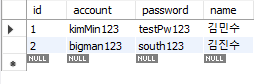 id account password name
1 kimMin123 testPw123 김민수
2 bigman123 south123 김진수
NULL NULL NULL NULL